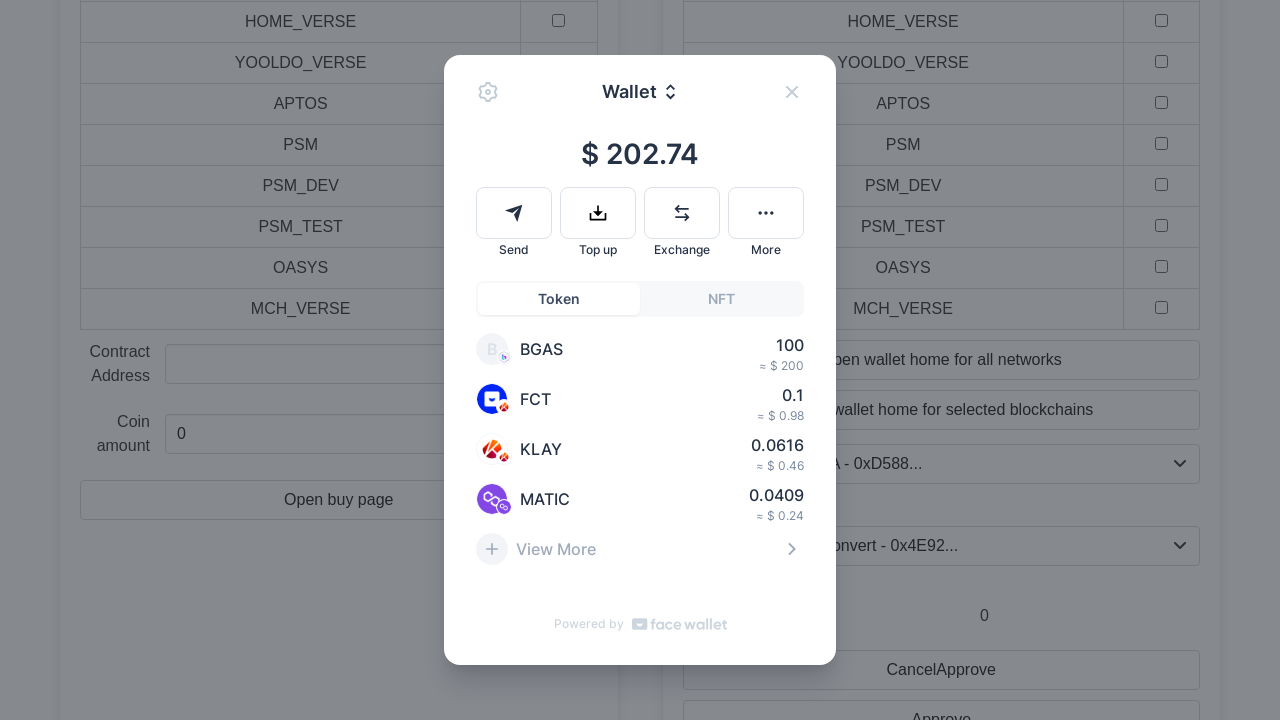 HOME_VERSE
HOME_VERSE
YOOLDO_VERSE
YOOLDO_VERSE
APTOS
APTOS
PSM
PSM
PSM_DEV
PSM_DEV
PSM_TEST
PSM_TEST
OASYS
OASYS
MCH_VERSE
MCH_VERSE
Contract
Address
Coin
amount
0
Open buy page
Wallet
$ 202.74
Send
Top up
Exchange
More
Token
NFT
B
BGAS
100
≈ $ 200
FCT
0.1
≈ $ 0.98
KLAY
0.0616
≈ $ 0.46
MATIC
0.0409
≈ $ 0.24
View More
Powered by face wallet
pen wallet home for all networks
wallet home for selected blockchains
A - 0xD588...
onvert - 0x4E92...
0
CancelApprove
Approve